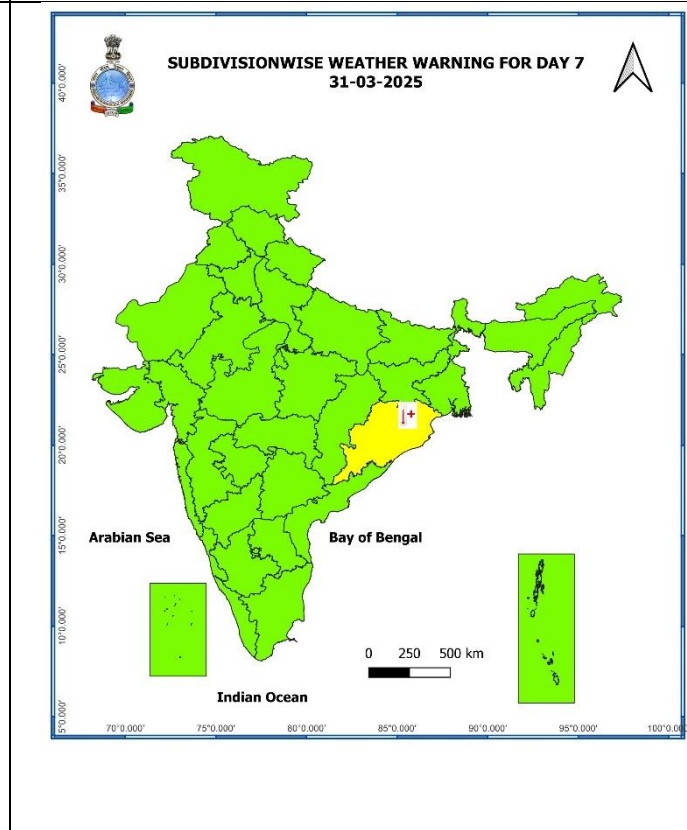 SUBDIVISIONWISE WEATHER WARNING FOR DAY 7
31-03-2025
40°0.000'
35°0.000'
30°0.000'
25°0.000'
20°0.000'
15°0.000'
10°0.000'
5°0.000'
Arabian Sea
Bay of Bengal
0 250 500 km
Indian Ocean
70°0.000' 75°0.000' 80°0.000' 85°0.000' 90°0.000' 95°0.000' 100°0.00